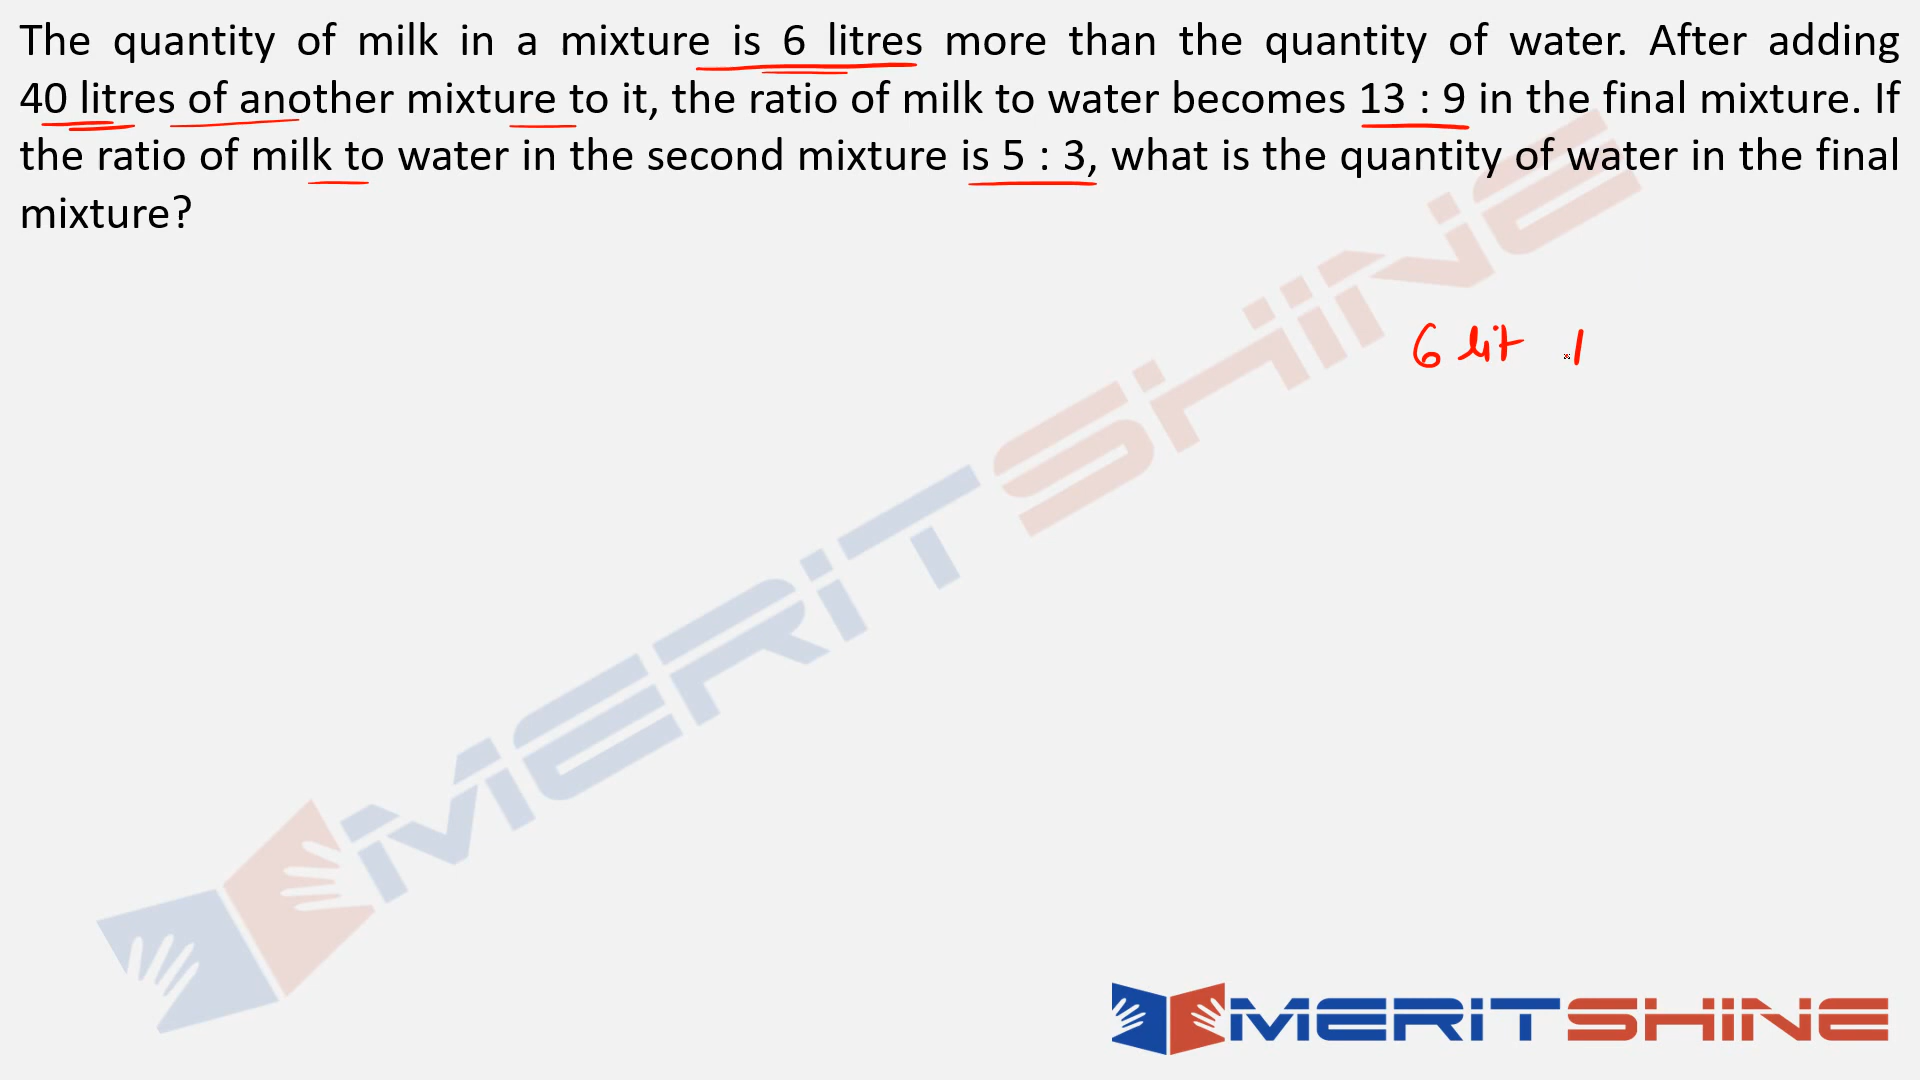 The quantity of milk in a mixture is 6 litres more than the quantity of water. After adding
40 litres of another mixture to it, the ratio of milk to water becomes 13 : 9 in the final mixture. If
the ratio of milk to water in the second mixture is 5 : 3, what is the quantity of water in the final
mixture?
6 lit
MERITSHINE
MERITSHINE